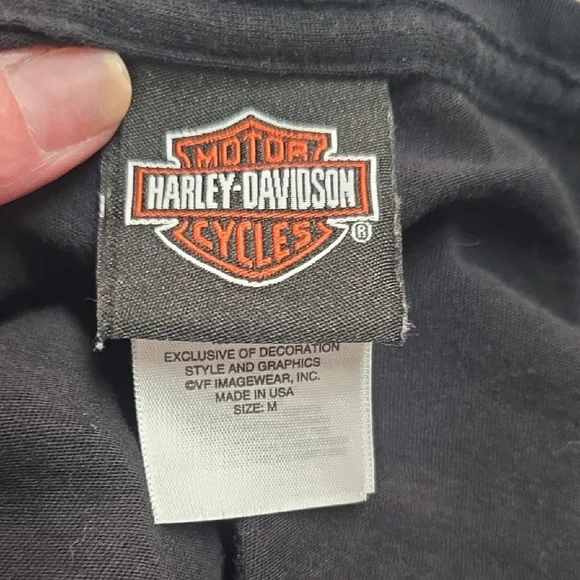 MOTOR
HARLEY-DAVIDSON
CYCLES
®
EXCLUSIVE OF DECORATION
STYLE AND GRAPHICS
©VF IMAGEWEAR, INC.
MADE IN USA
SIZE: M